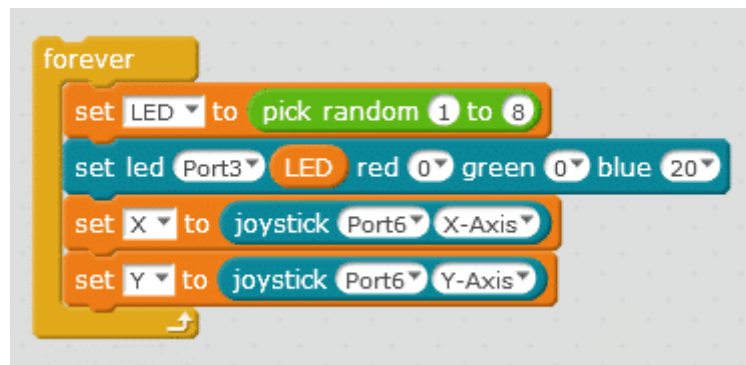 forever
set LED to pick random 1 to 8
set led Port3 LED red 0 green 0 blue 20
set X to joystick Port6 X-Axis
set Y to joystick Port6 Y-Axis